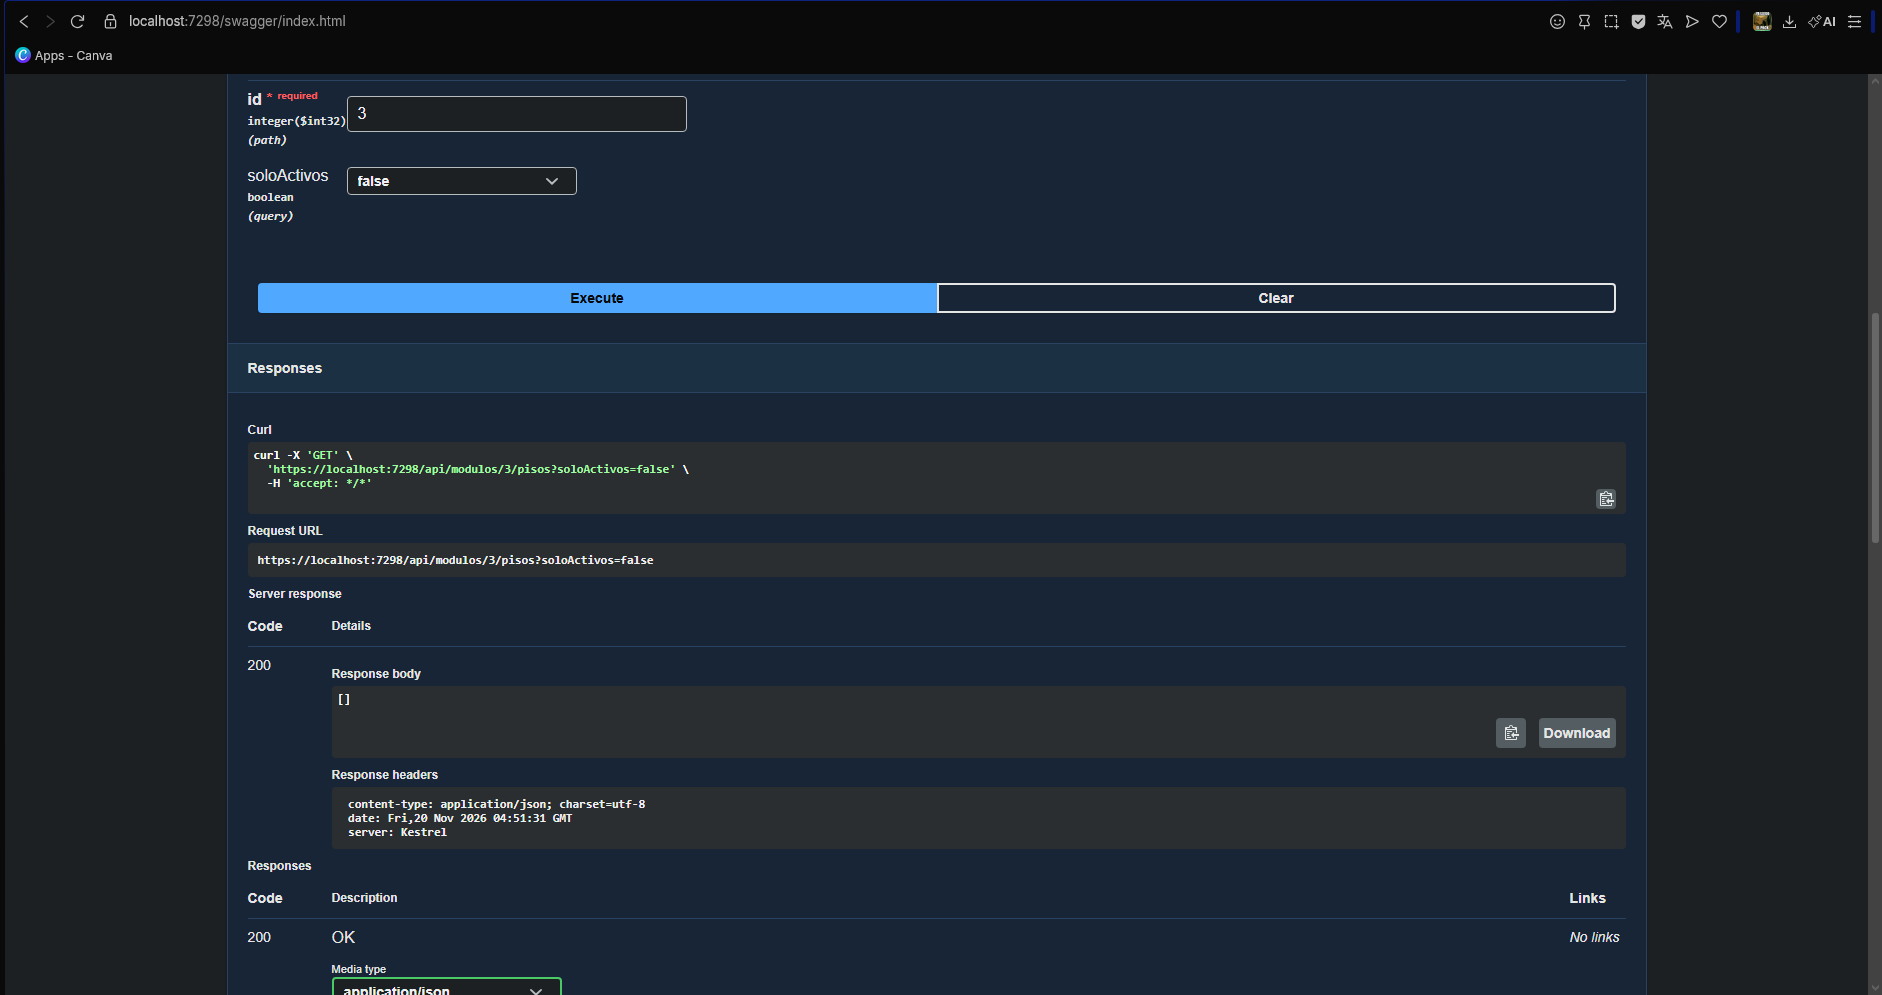 localhost:7298/swagger/index.html
AI
Apps - Canva
id * required
integer($int32)
(path)
3
soloActivos
boolean
(query)
false
Execute
Clear
Responses
Curl
curl -X 'GET' \
'https://localhost:7298/api/modulos/3/pisos?soloActivos=false' \
-H 'accept: */*'
Request URL
https://localhost:7298/api/modulos/3/pisos?soloActivos=false
Server response
Code Details
200
Response body
[]
Download
Response headers
content-type: application/json; charset=utf-8
date: Fri,20 Nov 2026 04:51:31 GMT
server: Kestrel
Responses
Code Description Links
200 OK No links
Media type
application/json